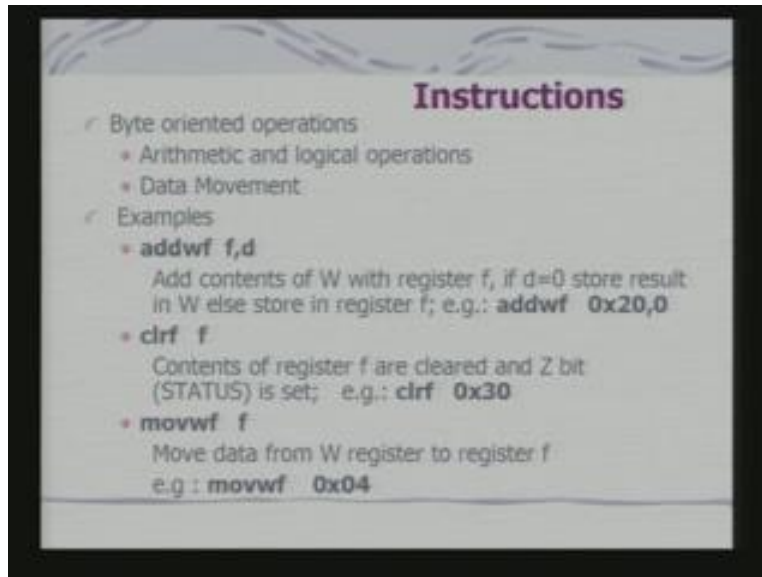 Instructions
Byte oriented operations
Arithmetic and logical operations
Data Movement
Examples
addwf f,d
Add contents of W with register f, if d=0 store result
in W else store in register f; e.g.: addwf 0x20,0
clrf f
Contents of register f are cleared and Z bit
(STATUS) is set; e.g.: clrf 0x30
movwf f
Move data from W register to register f
e.g : movwf 0x04